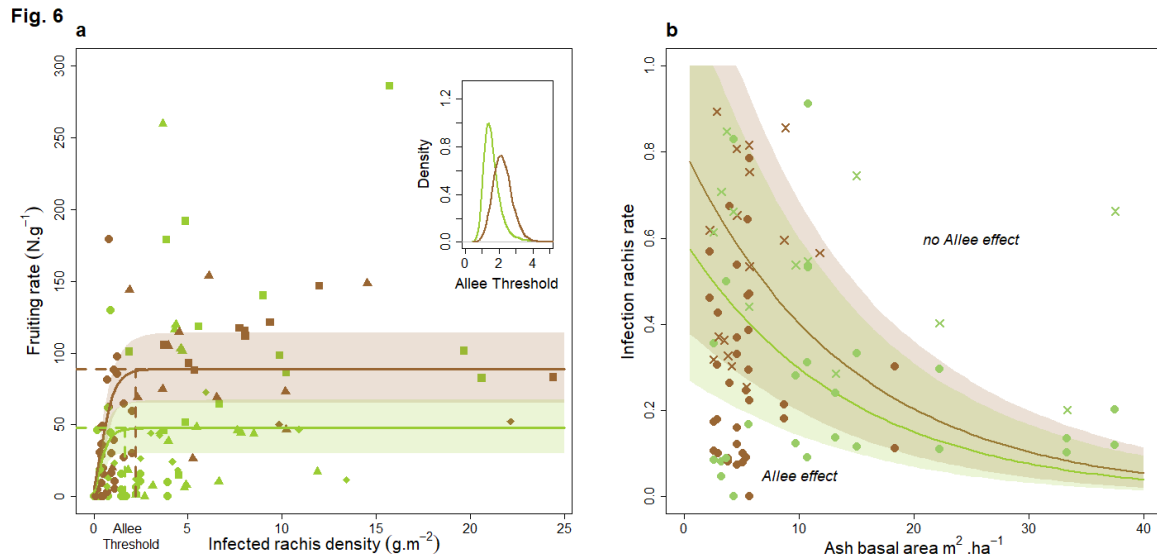 Fig. 6
a
Fruiting rate (N.g⁻¹)
300
250
200
150
100
50
0
0
5
10
15
20
25
Allee
Threshold
Infected rachis density (g.m⁻²)
Density
1.2
0.8
0.4
0.0
0
2
4
Allee Threshold
b
Infection rachis rate
1.0
0.8
0.6
0.4
0.2
0.0
no Allee effect
Allee effect
0
10
20
30
40
Ash basal area m² .ha⁻¹